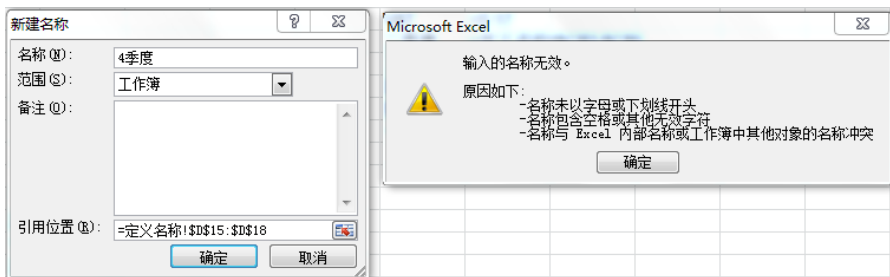 新建名称
名称(N):
4季度
范围(S):
工作簿
备注(O):
引用位置(R):
=定义名称!$D$15:$D$18
确定
取消
Microsoft Excel
输入的名称无效。
原因如下:
-名称未以字母或下划线开头
-名称包含空格或其他无效字符
-名称与 Excel 内部名称或工作簿中其他对象的名称冲突
确定